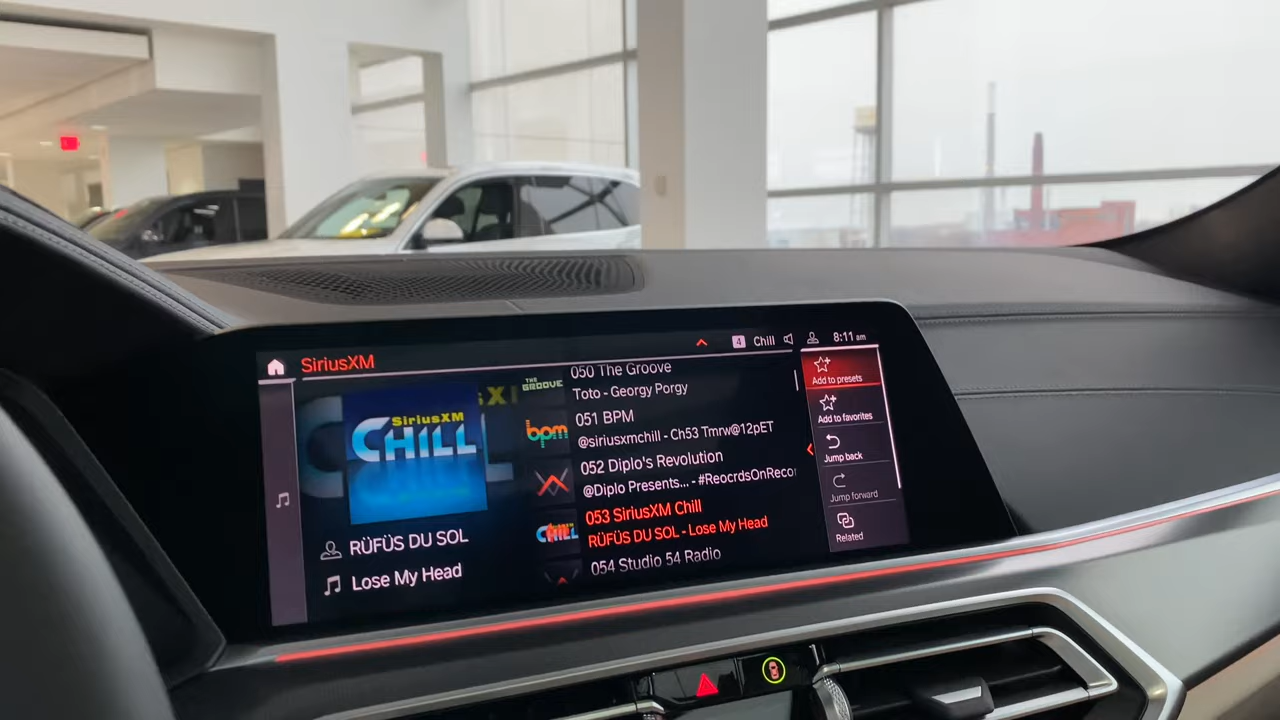 4 Chill 8:11 am
SiriusXM
SiriusXM
CHILL
RÜFÜS DU SOL
Lose My Head
THE GROOVE
050 The Groove
Toto - Georgy Porgy
bpm
051 BPM
@siriusxmchill - Ch53 Tmrw@12pET
052 Diplo's Revolution
@Diplo Presents... - #ReocrdsOnRecor
CHILL
053 SiriusXM Chill
RÜFÜS DU SOL - Lose My Head
054 Studio 54 Radio
Add to presets
Add to favorites
Jump back
Jump forward
Related